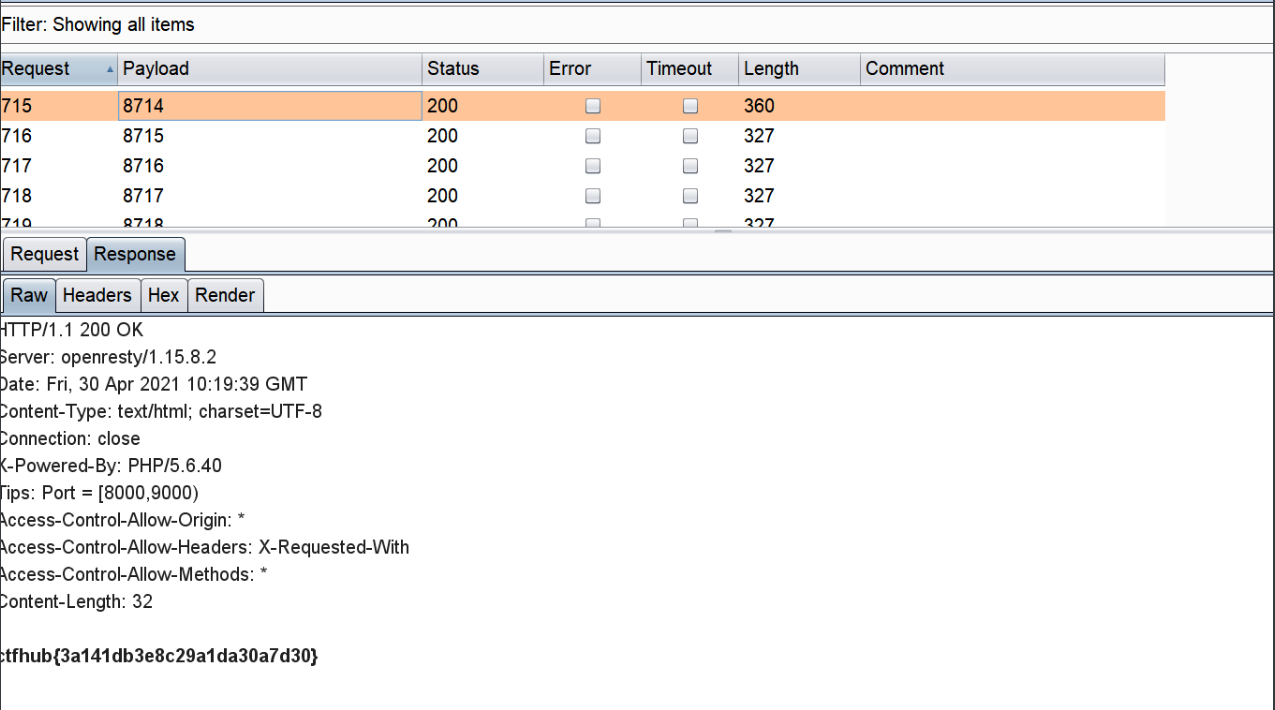 Filter: Showing all items
Request Payload Status Error Timeout Length Comment
715 8714 200 360
716 8715 200 327
717 8716 200 327
718 8717 200 327
719 8718 200 327
Request Response
Raw Headers Hex Render
HTTP/1.1 200 OK
Server: openresty/1.15.8.2
Date: Fri, 30 Apr 2021 10:19:39 GMT
Content-Type: text/html; charset=UTF-8
Connection: close
X-Powered-By: PHP/5.6.40
Tips: Port = [8000,9000)
Access-Control-Allow-Origin: *
Access-Control-Allow-Headers: X-Requested-With
Access-Control-Allow-Methods: *
Content-Length: 32
ctfhub{3a141db3e8c29a1da30a7d30}